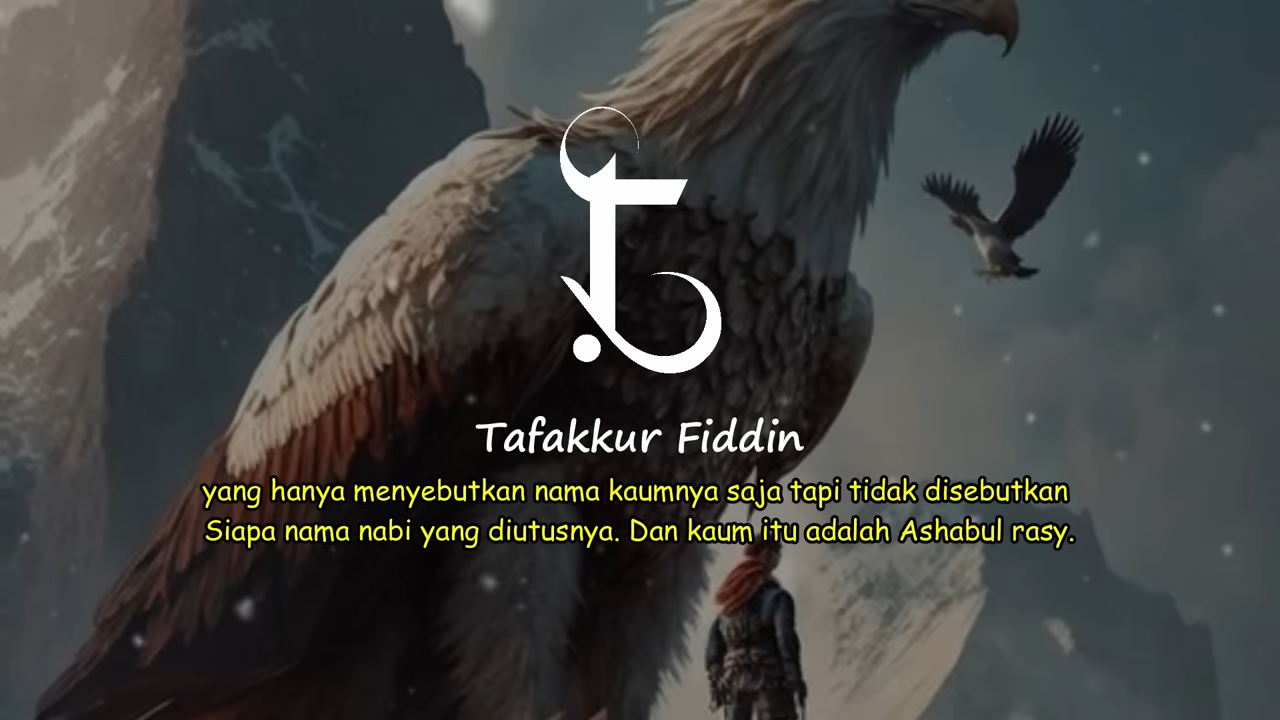 Tafakkur Fiddin
yang hanya menyebutkan nama kaumnya saja tapi tidak disebutkan
Siapa nama nabi yang diutusnya. Dan kaum itu adalah Ashabul rasy.